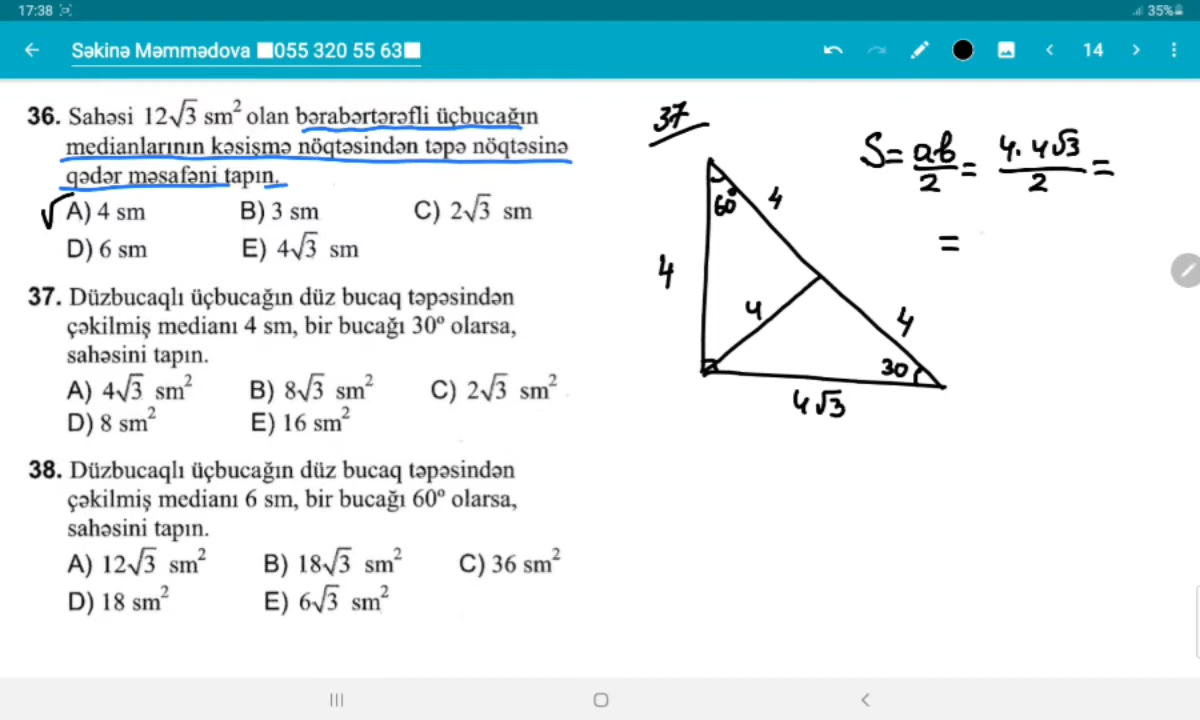 17:38 35%
Səkinə Məmmədova 055 320 55 63 14
36. Sahəsi 12√3 sm² olan bərabərtərəfli üçbucağın
medianlarının kəsişmə nöqtəsindən təpə nöqtəsinə
qədər məsafəni tapın.
√ A) 4 sm B) 3 sm C) 2√3 sm
D) 6 sm E) 4√3 sm
37. Düzbucaqlı üçbucağın düz bucaq təpəsindən
çəkilmiş medianı 4 sm, bir bucağı 30º olarsa,
sahəsini tapın.
A) 4√3 sm² B) 8√3 sm² C) 2√3 sm²
D) 8 sm² E) 16 sm²
38. Düzbucaqlı üçbucağın düz bucaq təpəsindən
çəkilmiş medianı 6 sm, bir bucağı 60º olarsa,
sahəsini tapın.
A) 12√3 sm² B) 18√3 sm² C) 36 sm²
D) 18 sm² E) 6√3 sm²
37
S = ab/2 = 4·4√3/2 =
=
60° 4
4
4 4
30
4√3